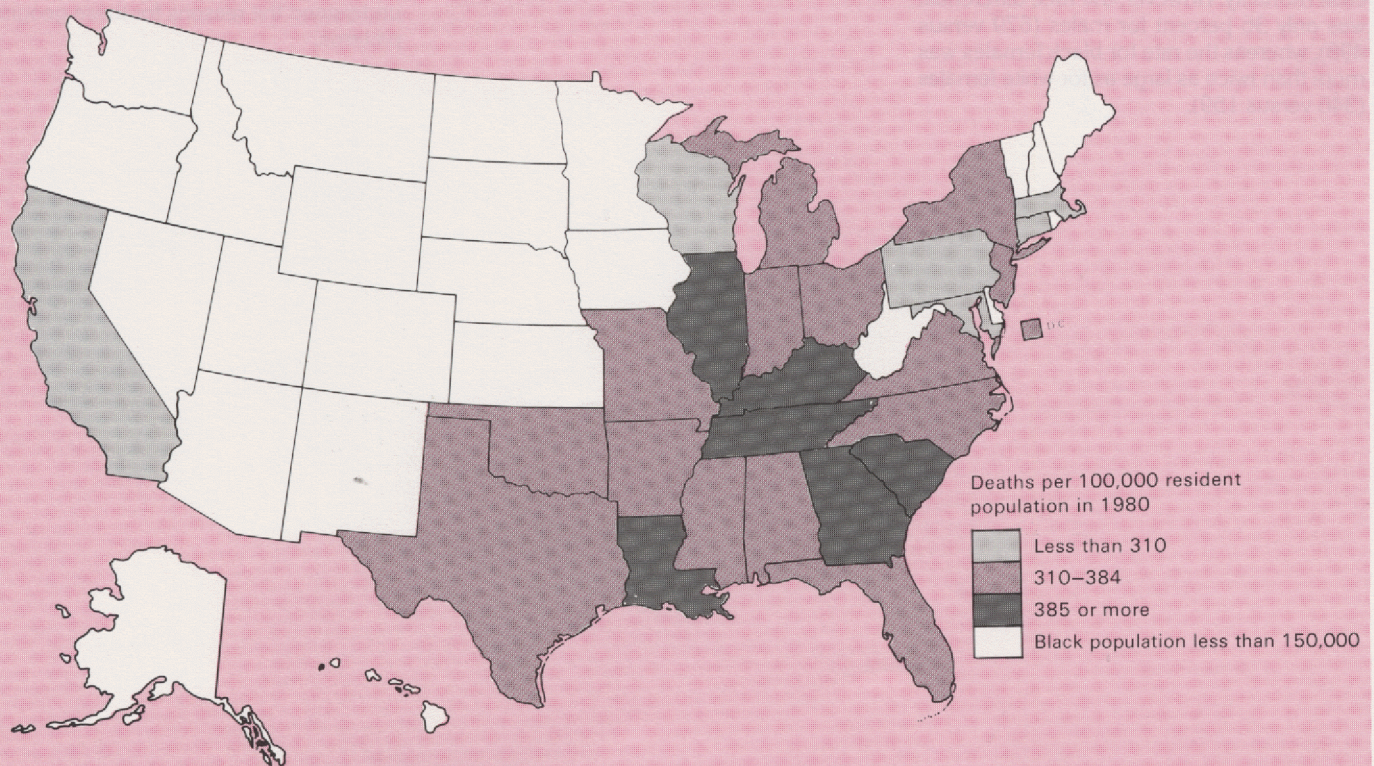 DC
Deaths per 100,000 resident
population in 1980
Less than 310
310–384
385 or more
Black population less than 150,000